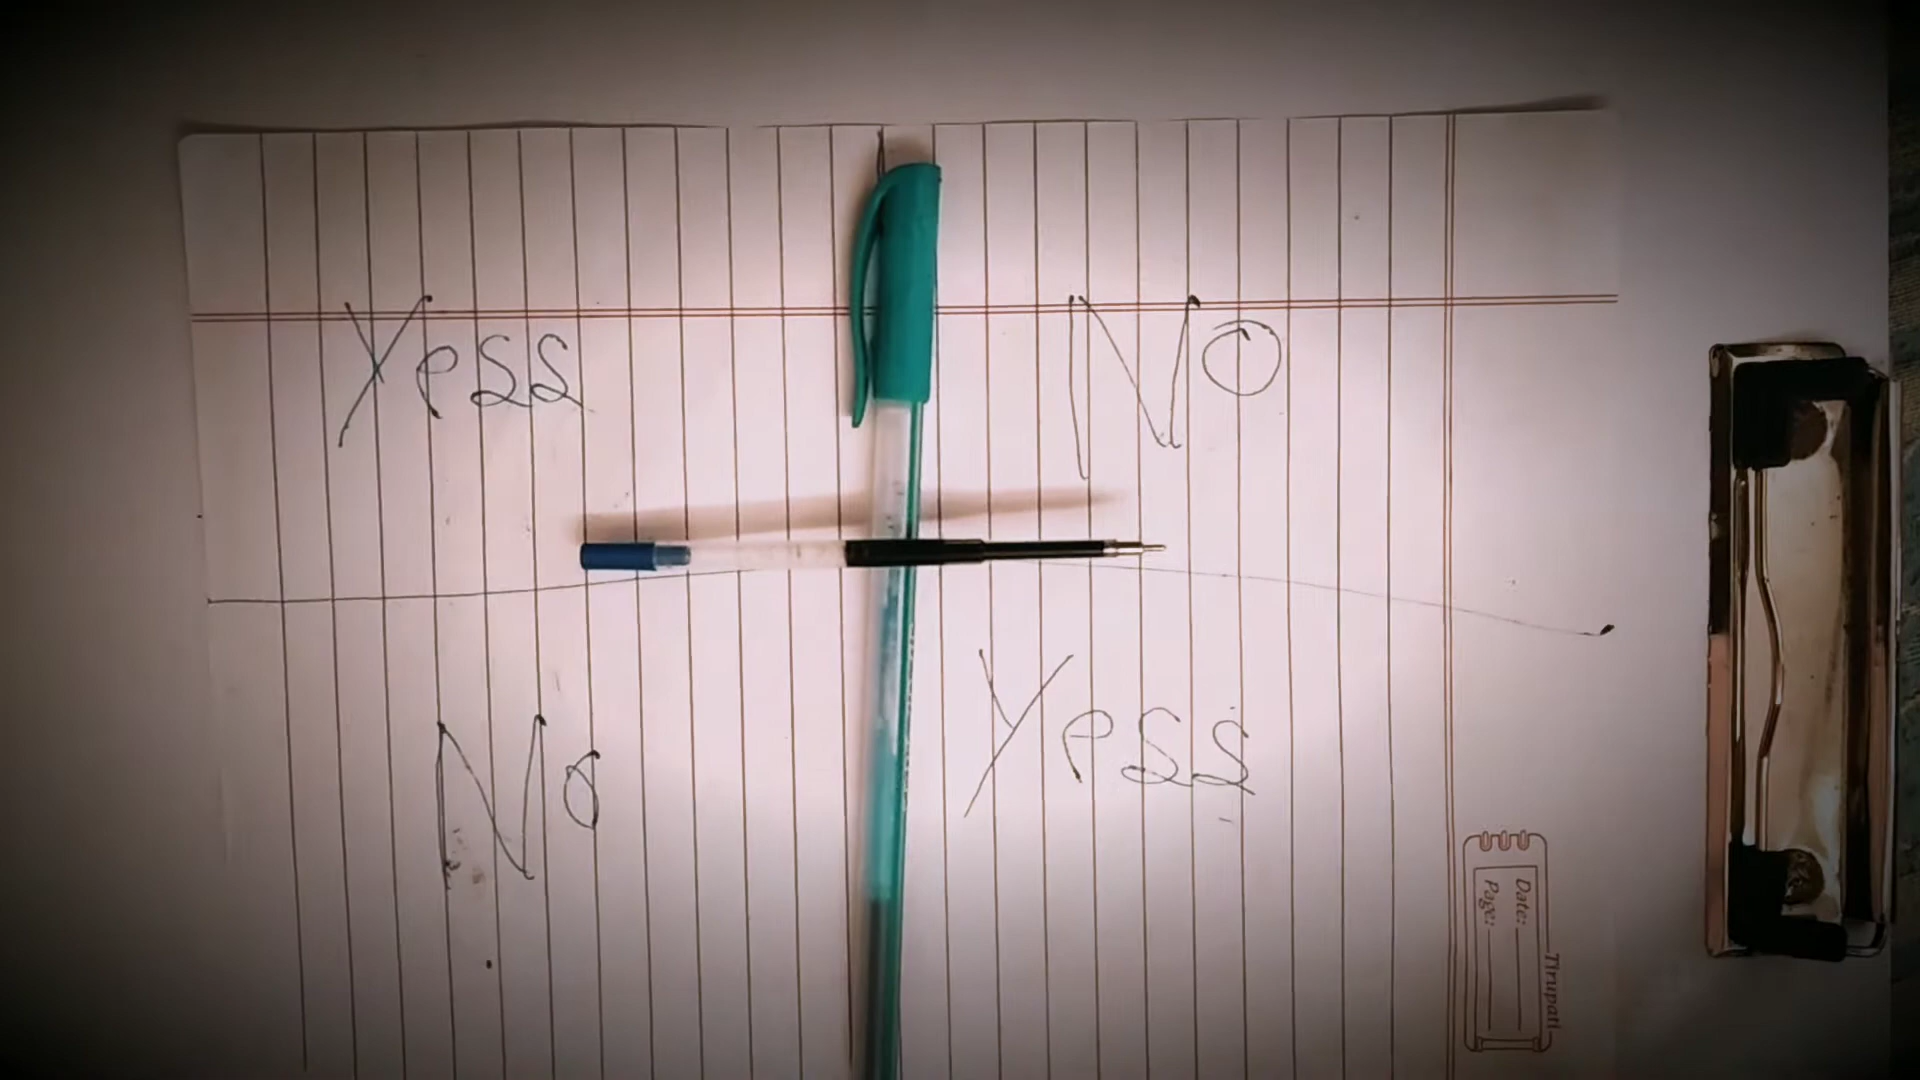 Yess No
No Yess
Date:
Page:
Tirupati